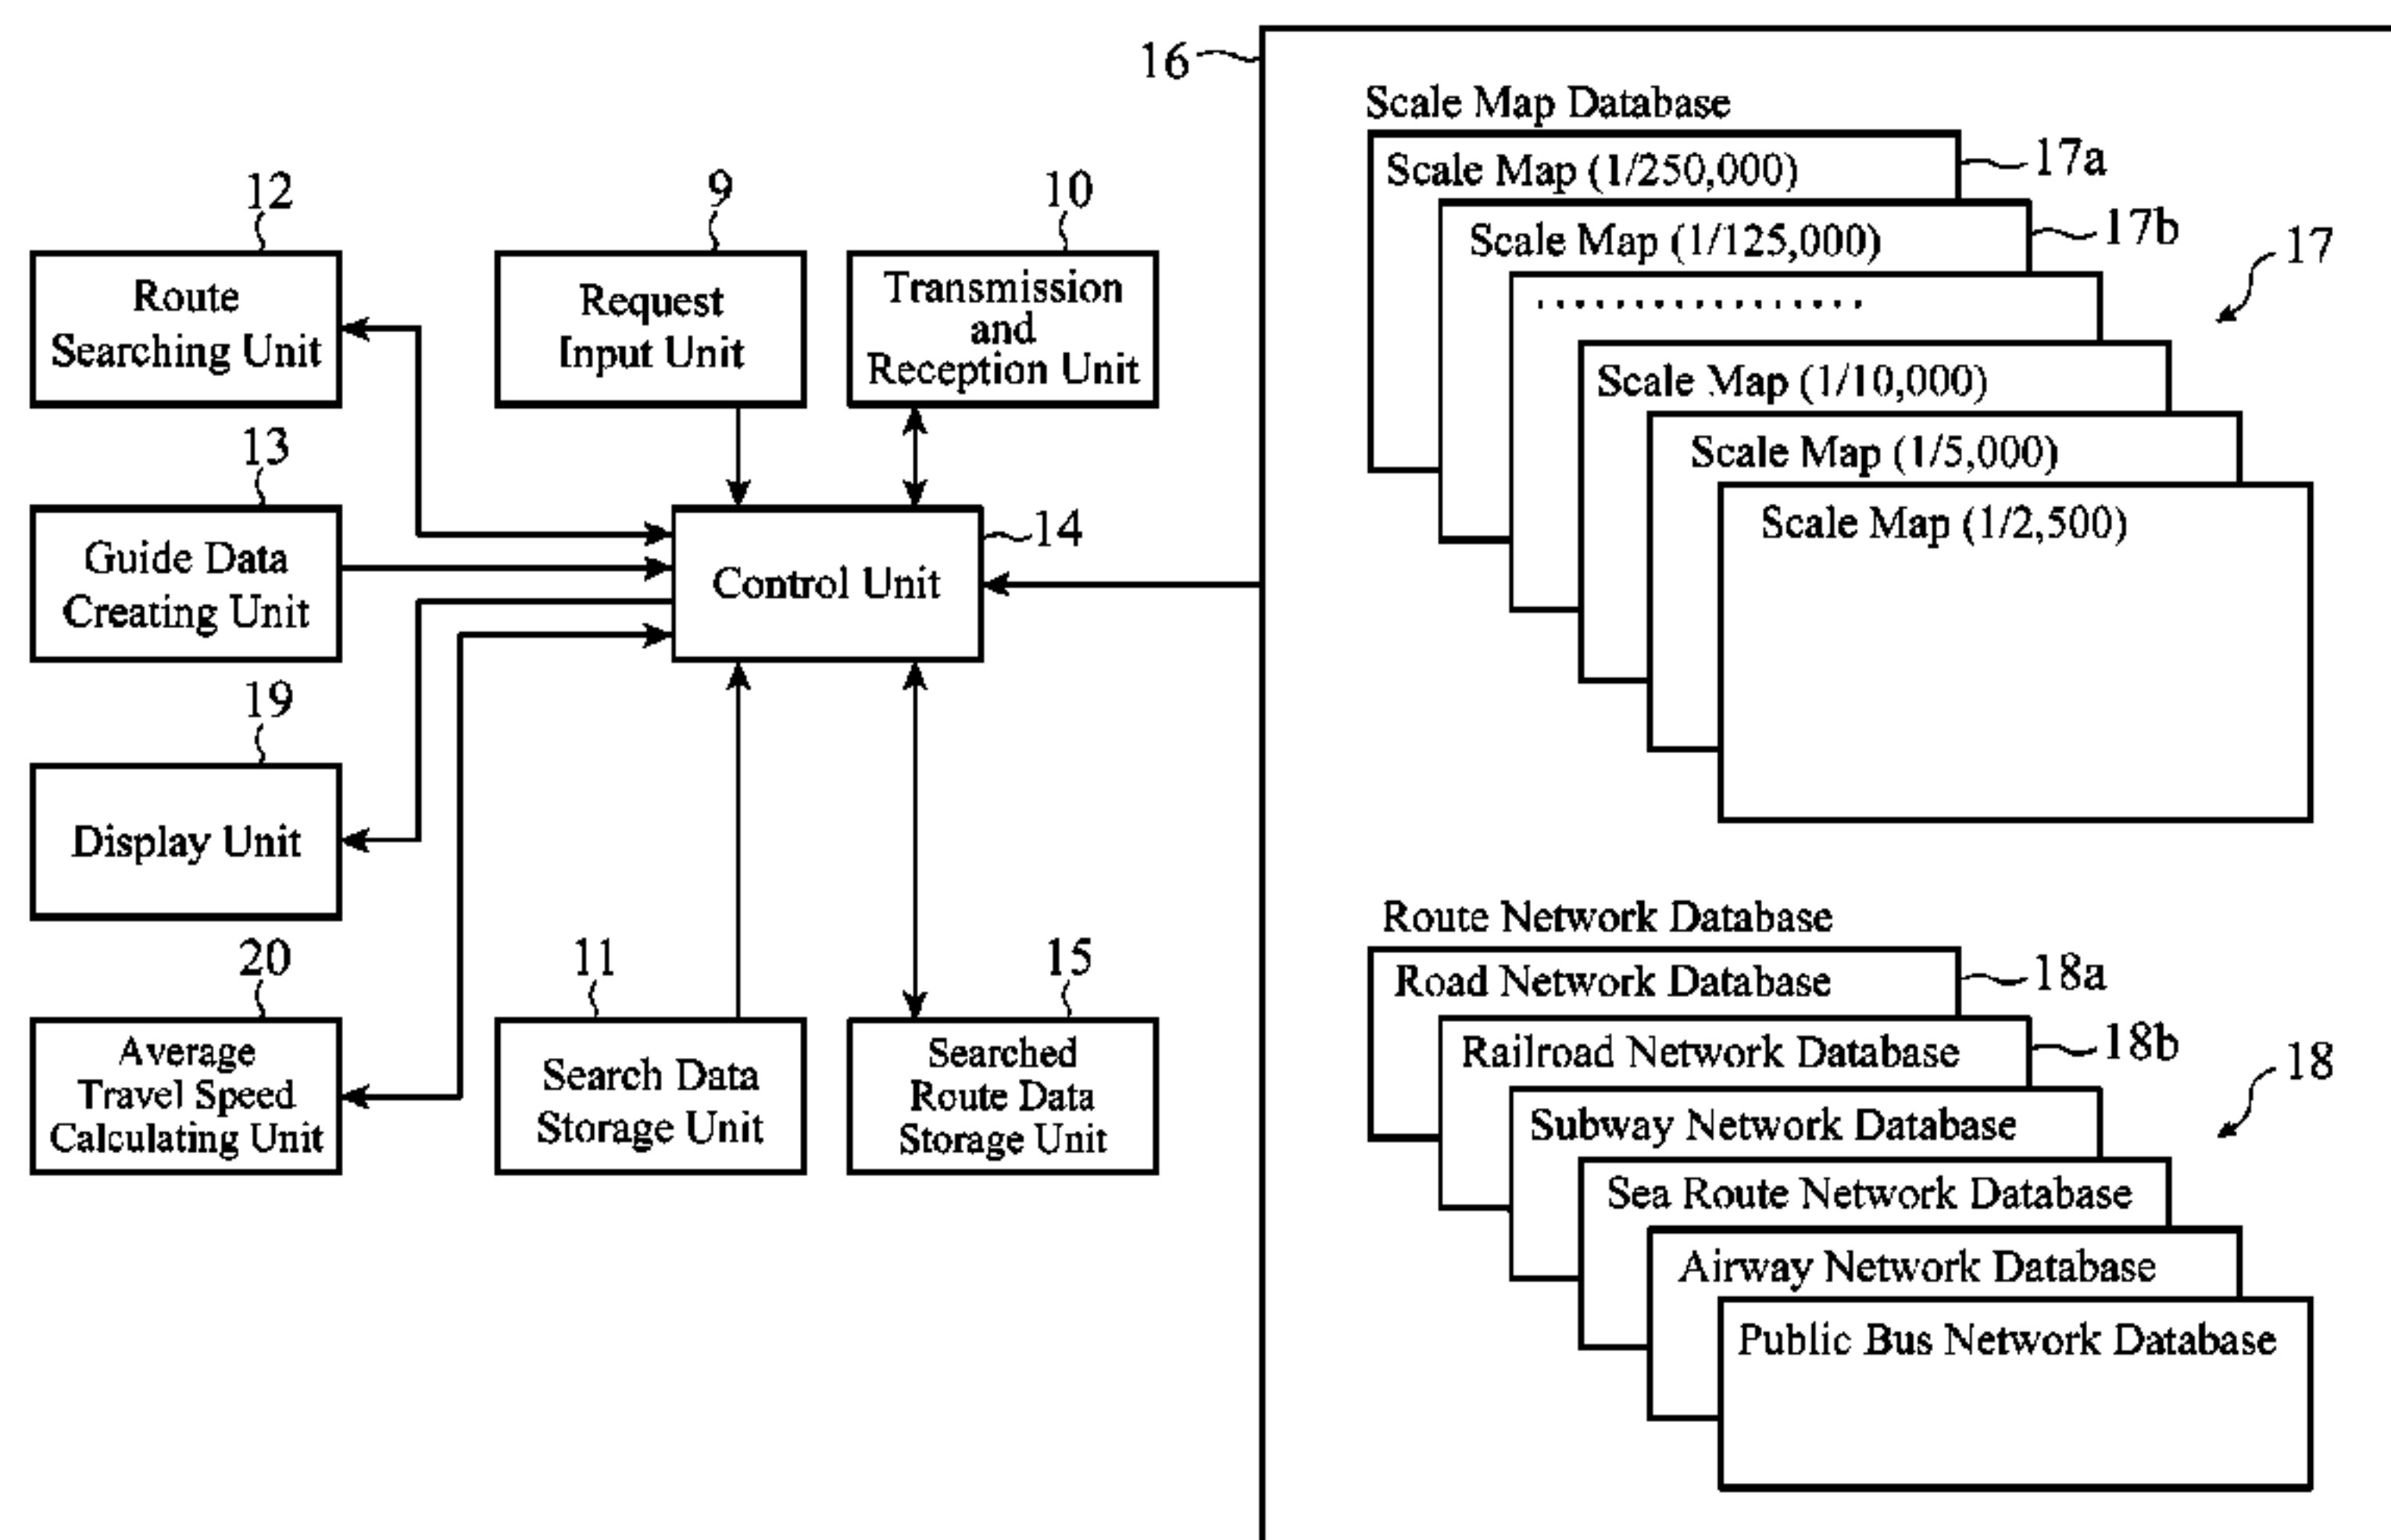 12
Route
Searching Unit
9
Request
Input Unit
10
Transmission
and
Reception Unit
13
Guide Data
Creating Unit
14
Control Unit
19
Display Unit
20
Average
Travel Speed
Calculating Unit
11
Search Data
Storage Unit
15
Searched
Route Data
Storage Unit
16
Scale Map Database
Scale Map (1/250,000)
17a
Scale Map (1/125,000)
17b
.................
17
Scale Map (1/10,000)
Scale Map (1/5,000)
Scale Map (1/2,500)
Route Network Database
Road Network Database
18a
Railroad Network Database
18b
Subway Network Database
18
Sea Route Network Database
Airway Network Database
Public Bus Network Database